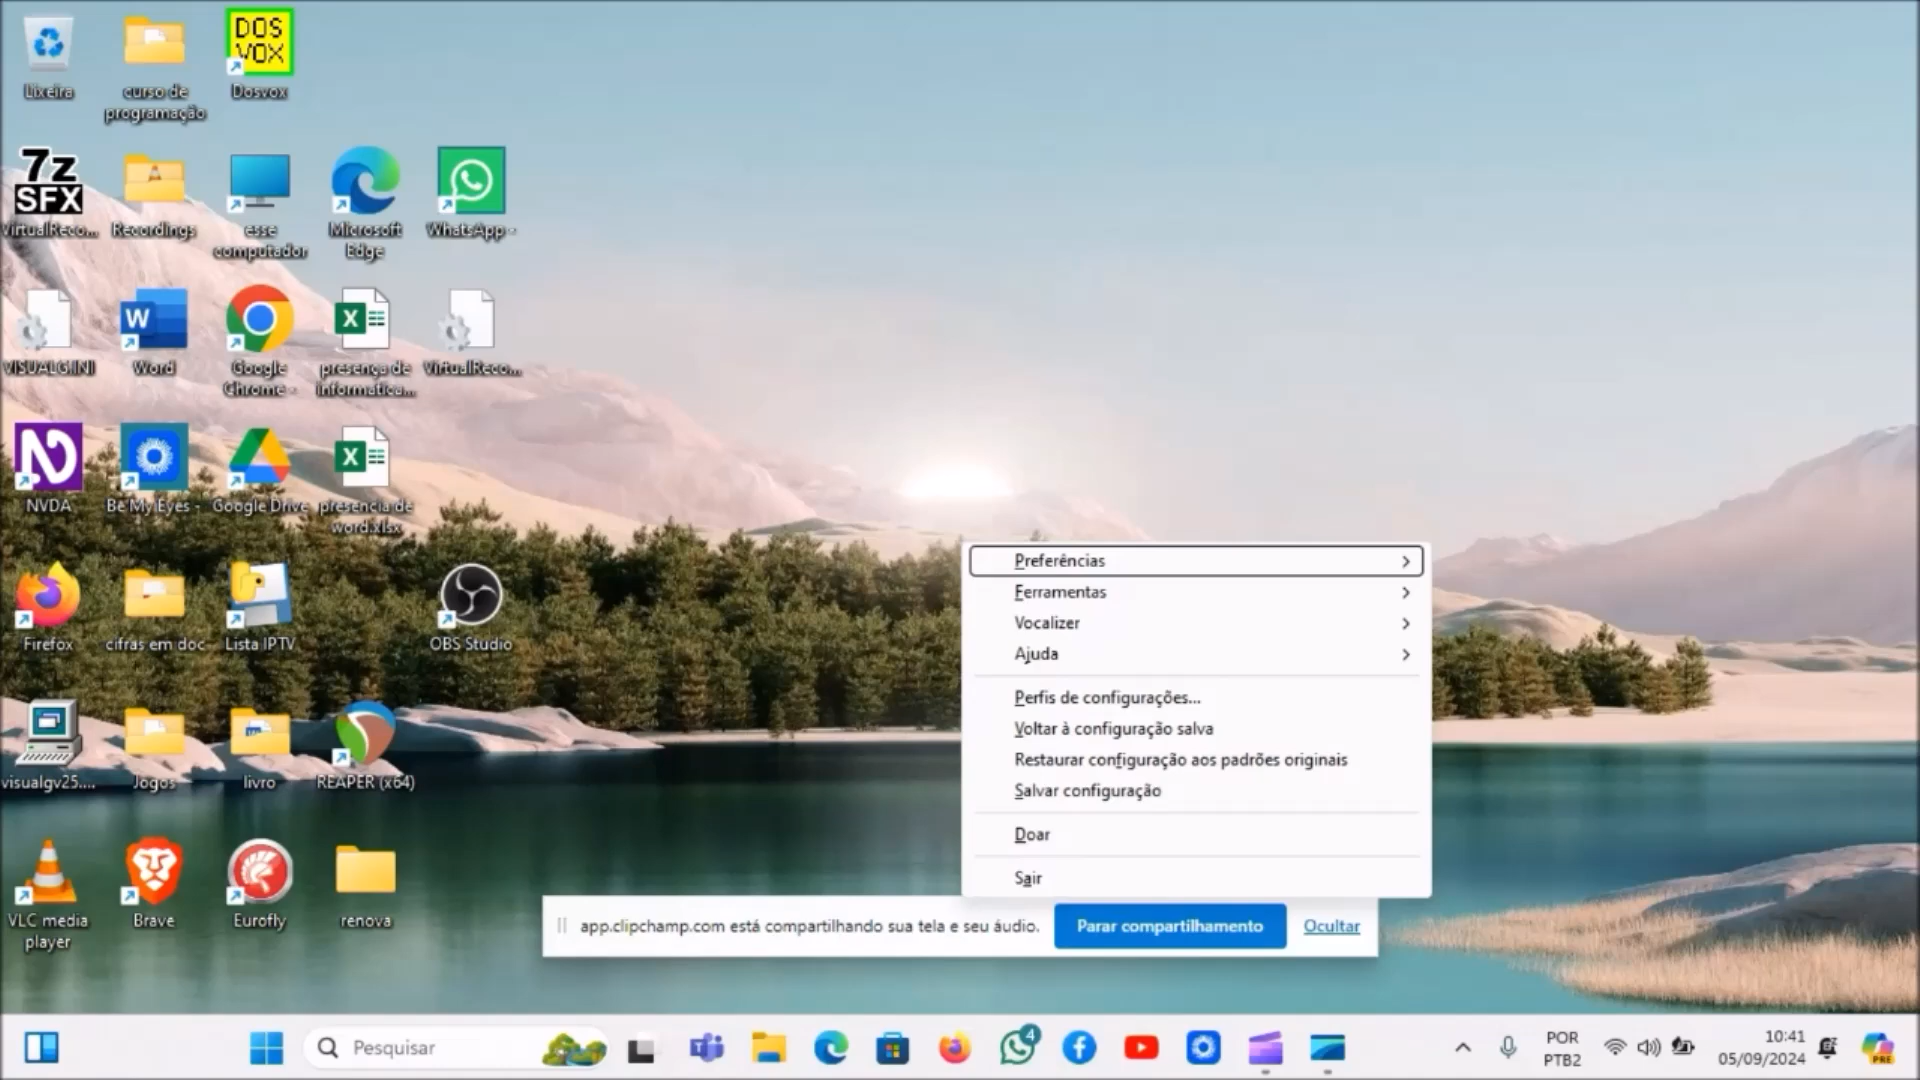 DOS
VOX
Lixeira
curso de
programação
Dosvox
7z
SFX
VirtualReco...
Recordings
esse
computador
Microsoft
Edge
WhatsApp -
VISUALG.INI
W
Word
Google
Chrome -
X
presença de
informatica...
VirtualReco...
NVDA
Be My Eyes -
Google Drive
X
presencia de
word.xlsx
Firefox
cifras em doc
Lista IPTV
OBS Studio
visualgv25....
Jogos
livro
REAPER (x64)
VLC media
player
Brave
Eurofly
renova
Preferências
Ferramentas
Vocalizer
Ajuda
Perfis de configurações...
Voltar à configuração salva
Restaurar configuração aos padrões originais
Salvar configuração
Doar
Sair
app.clipchamp.com está compartilhando sua tela e seu áudio.
Parar compartilhamento
Ocultar
Pesquisar
4
POR
PTB2
10:41
05/09/2024
PRE